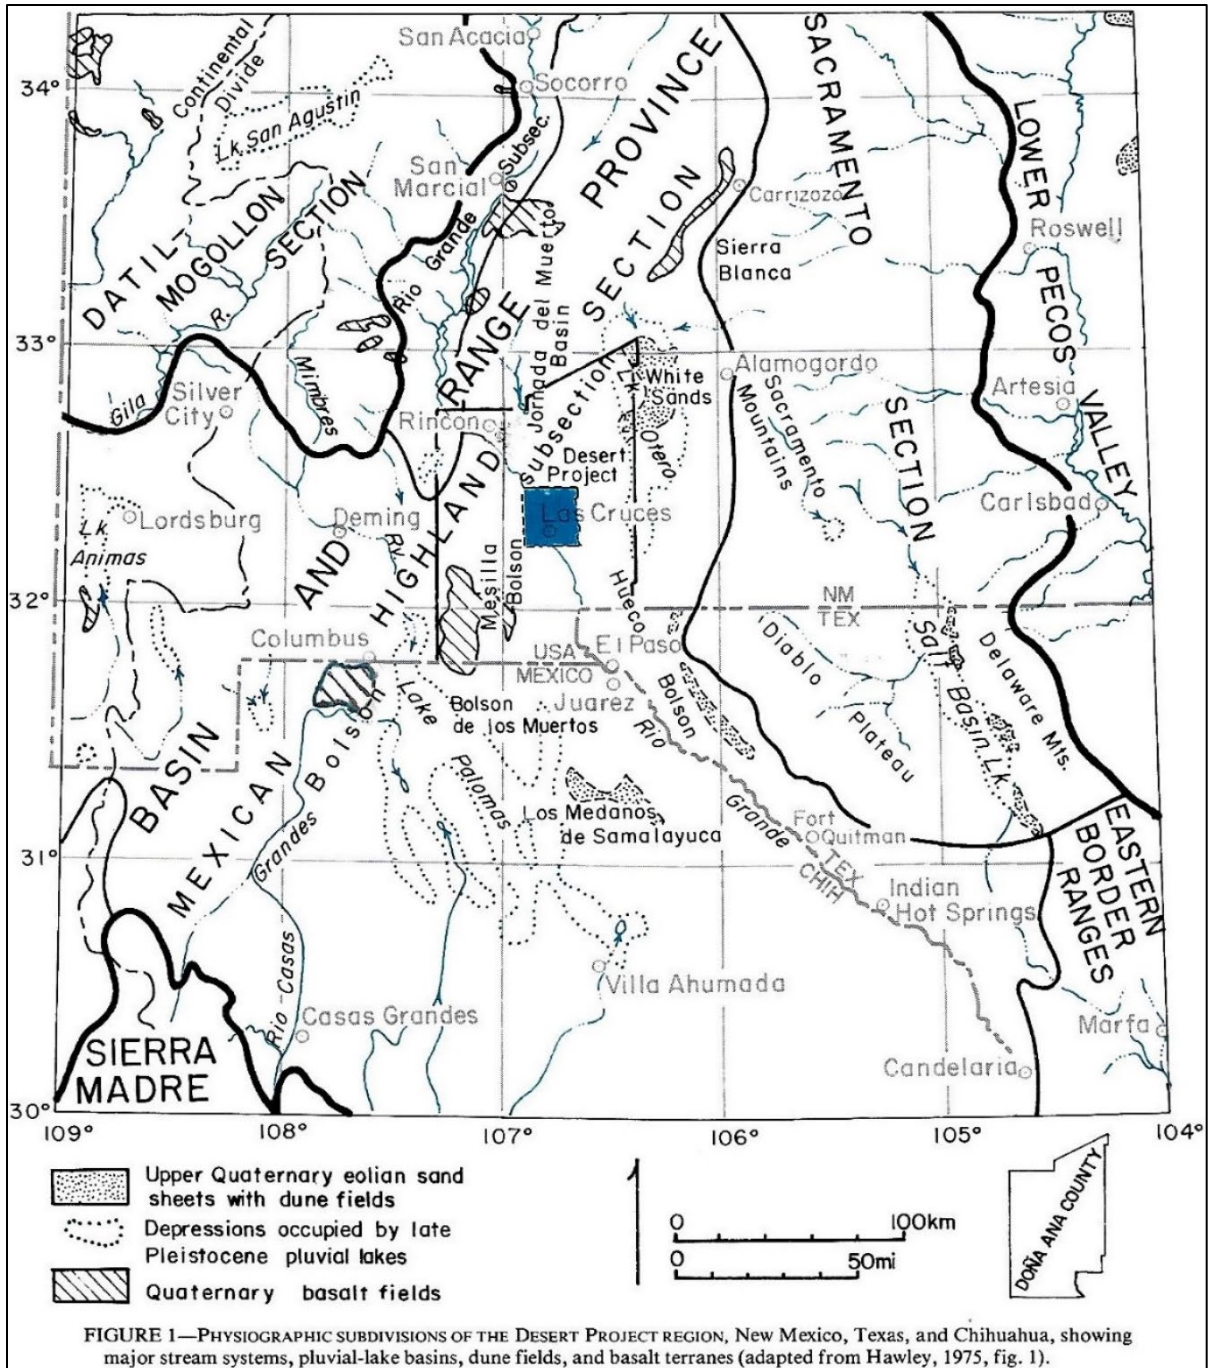 San Acacia
Socorro
34°
Continental
Divide
Lk San Agustin
PROVINCE
SACRAMENTO
LOWER
San
Marcial
Subsec.
SECTION
Carrizozo
Roswell
DATIL-
MOGOLLON
SECTION
Rio Grande
Jornada del Muerto
Basin
Sierra
Blanca
PECOS
33°
R.
Gila
Silver
City
Mimbres
RANGE
SECTION
Subsection
Lk Otero
White
Sands
Alamogordo
Sacramento
Mountains
Artesia
VALLEY
Rincon
Desert
Project
Carlsbad
Lk
Animas
Lordsburg
Deming
Rv.
AND
HIGHLAND
Las Cruces
Mesilla
Bolson
Hueco
32°
NM
TEX
Columbus
USA
MEXICO
El Paso
Juarez
Diablo
Plateau
Salt
Basin Lk
Delaware Mts.
BASIN
MEXICAN
Bolson
Lake
Palomas
Bolson
de los Muertos
Bolson
Rio
Grande
Los Medanos
de Samalayuca
Fort
Quitman
31°
Grandes
TEX
CHIH
Indian
Hot Springs
EASTERN
BORDER
RANGES
Rio-Casas
Villa Ahumada
Casas Grandes
Marfa
SIERRA
MADRE
Candelaria
30°
109° 108° 107° 106° 105° 104°
Upper Quaternary eolian sand
sheets with dune fields
Depressions occupied by late
Pleistocene pluvial lakes
Quaternary basalt fields
0 100km
0 50mi
DOÑA ANA COUNTY
FIGURE 1—PHYSIOGRAPHIC SUBDIVISIONS OF THE DESERT PROJECT REGION, New Mexico, Texas, and Chihuahua, showing
major stream systems, pluvial-lake basins, dune fields, and basalt terranes (adapted from Hawley, 1975, fig. 1).